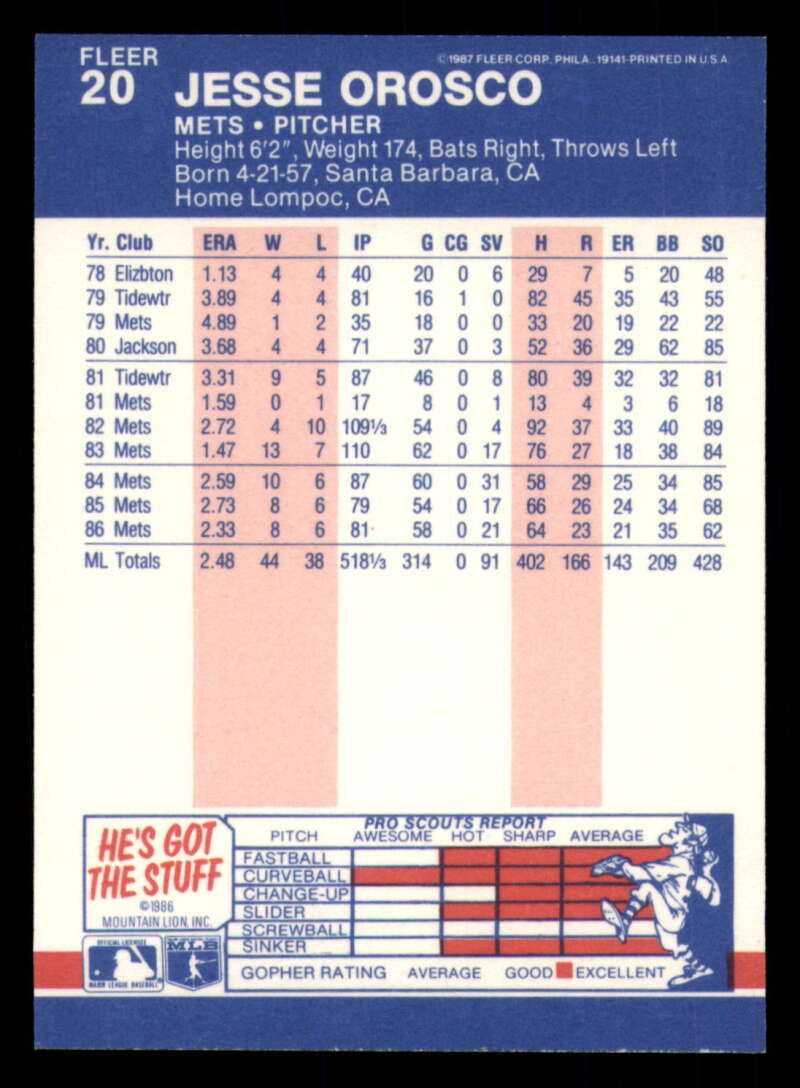 FLEER
20 JESSE OROSCO
©1987 FLEER CORP. PHILA., 19141-PRINTED IN U.S.A.
METS • PITCHER
Height 6'2", Weight 174, Bats Right, Throws Left
Born 4-21-57, Santa Barbara, CA
Home Lompoc, CA
Yr. Club ERA W L IP G CG SV H R ER BB SO
78 Elizbton 1.13 4 4 40 20 0 6 29 7 5 20 48
79 Tidewtr 3.89 4 4 81 16 1 0 82 45 35 43 55
79 Mets 4.89 1 2 35 18 0 0 33 20 19 22 22
80 Jackson 3.68 4 4 71 37 0 3 52 36 29 62 85
81 Tidewtr 3.31 9 5 87 46 0 8 80 39 32 32 81
81 Mets 1.59 0 1 17 8 0 1 13 4 3 6 18
82 Mets 2.72 4 10 109⅓ 54 0 4 92 37 33 40 89
83 Mets 1.47 13 7 110 62 0 17 76 27 18 38 84
84 Mets 2.59 10 6 87 60 0 31 58 29 25 34 85
85 Mets 2.73 8 6 79 54 0 17 66 26 24 34 68
86 Mets 2.33 8 6 81 58 0 21 64 23 21 35 62
ML Totals 2.48 44 38 518⅓ 314 0 91 402 166 143 209 428
HE'S GOT
THE STUFF
©1986
MOUNTAIN LION, INC.
PRO SCOUTS REPORT
PITCH AWESOME HOT SHARP AVERAGE
FASTBALL
CURVEBALL
CHANGE-UP
SLIDER
SCREWBALL
SINKER
GOPHER RATING AVERAGE GOOD EXCELLENT
OFFICIAL LICENSEE
MAJOR LEAGUE BASEBALL
MLB